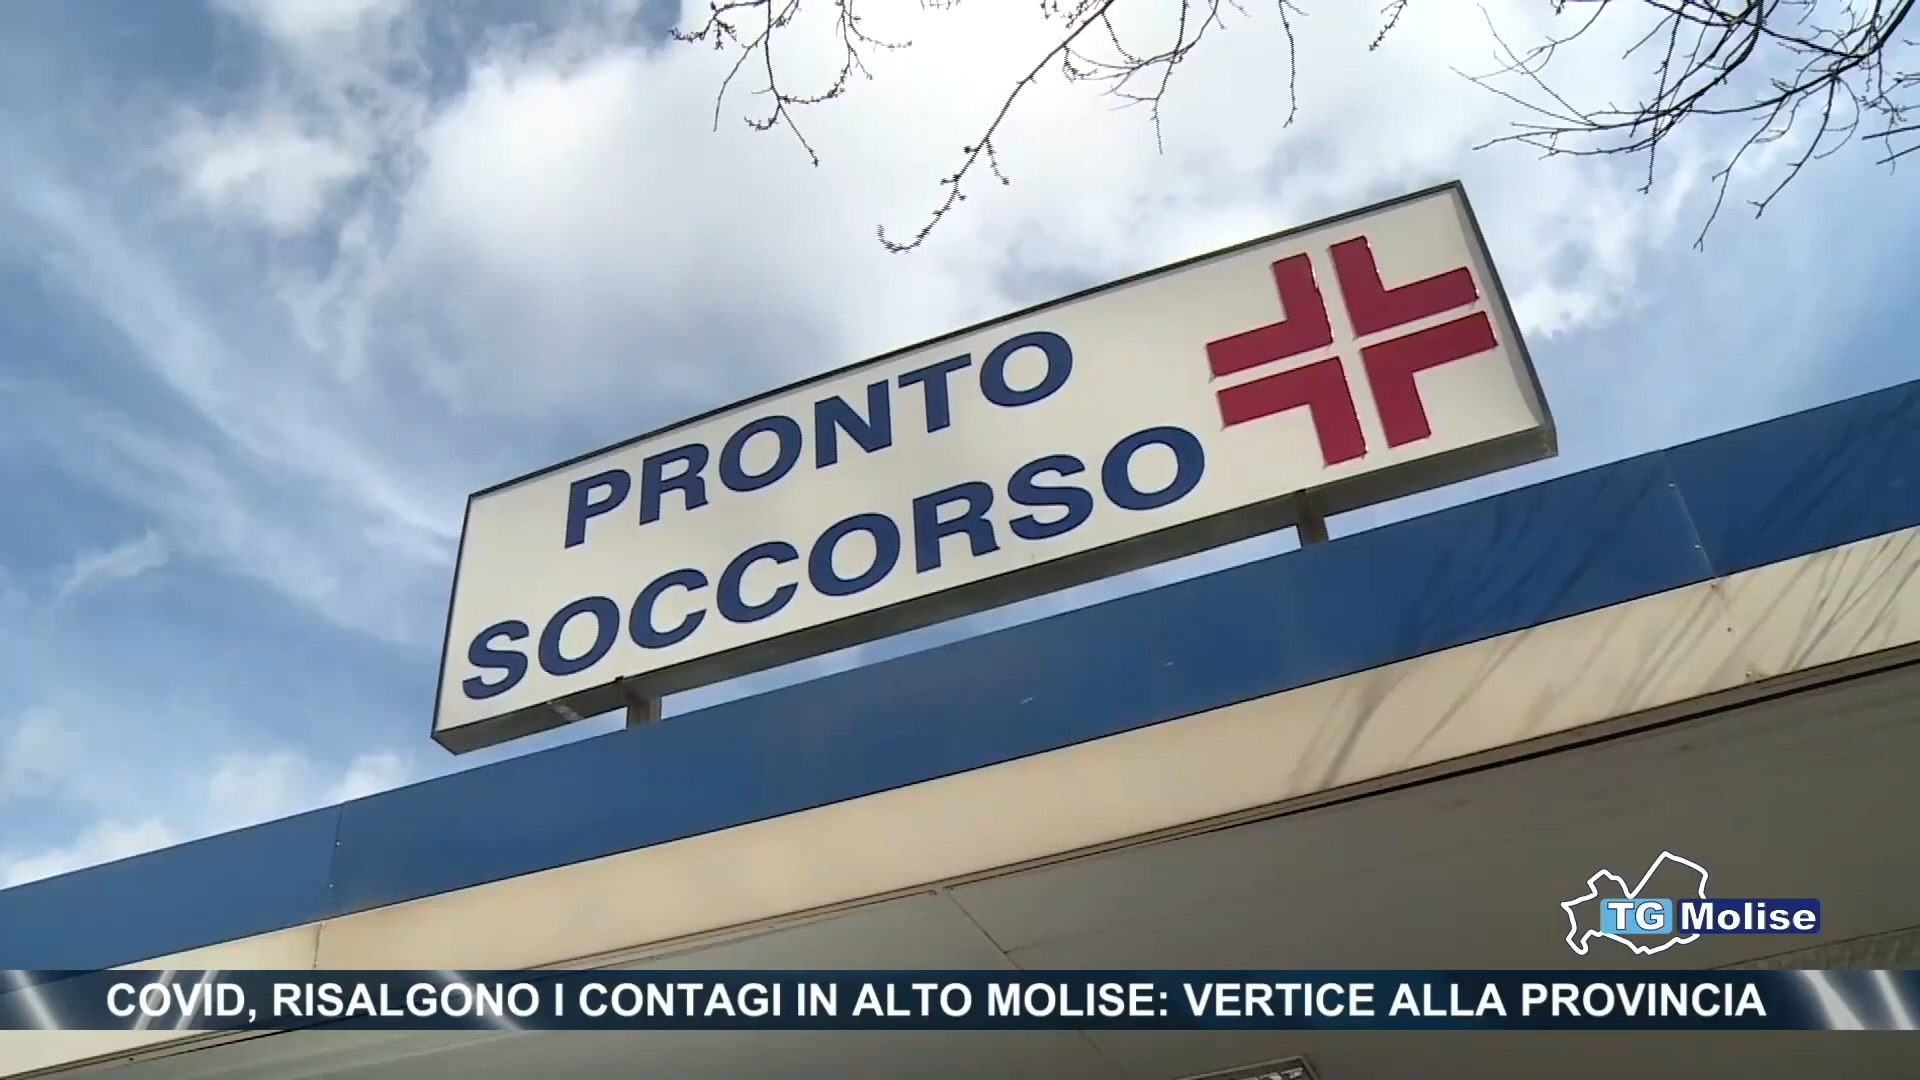 PRONTO
SOCCORSO
TG Molise
COVID, RISALGONO I CONTAGI IN ALTO MOLISE: VERTICE ALLA PROVINCIA